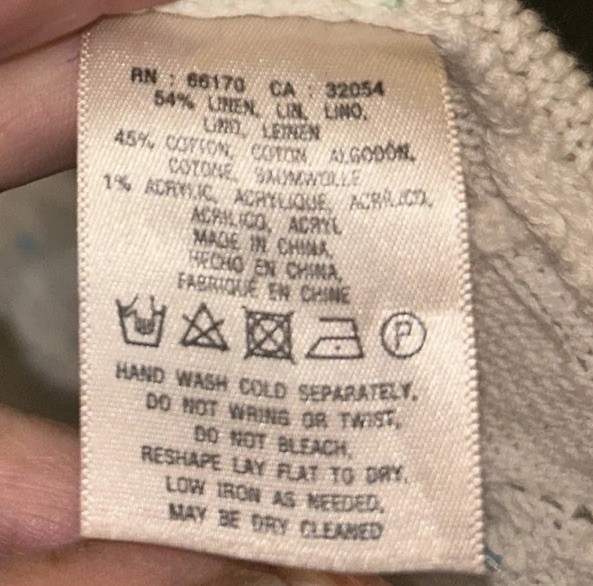 RN : 66170 CA : 32054
54% LINEN, LIN, LINO,
LINO, LEINEN
45% COTTON, COTON, ALGODÓN,
COTONE, BAUMWOLLE
1% ACRYLIC, ACRYLIQUE, ACRÍLICO,
ACRILICO, ACRYL
MADE IN CHINA,
HECHO EN CHINA,
FABRIQUÉ EN CHINE
P
HAND WASH COLD SEPARATELY.
DO NOT WRING OR TWIST.
DO NOT BLEACH.
RESHAPE LAY FLAT TO DRY.
LOW IRON AS NEEDED.
MAY BE DRY CLEANED